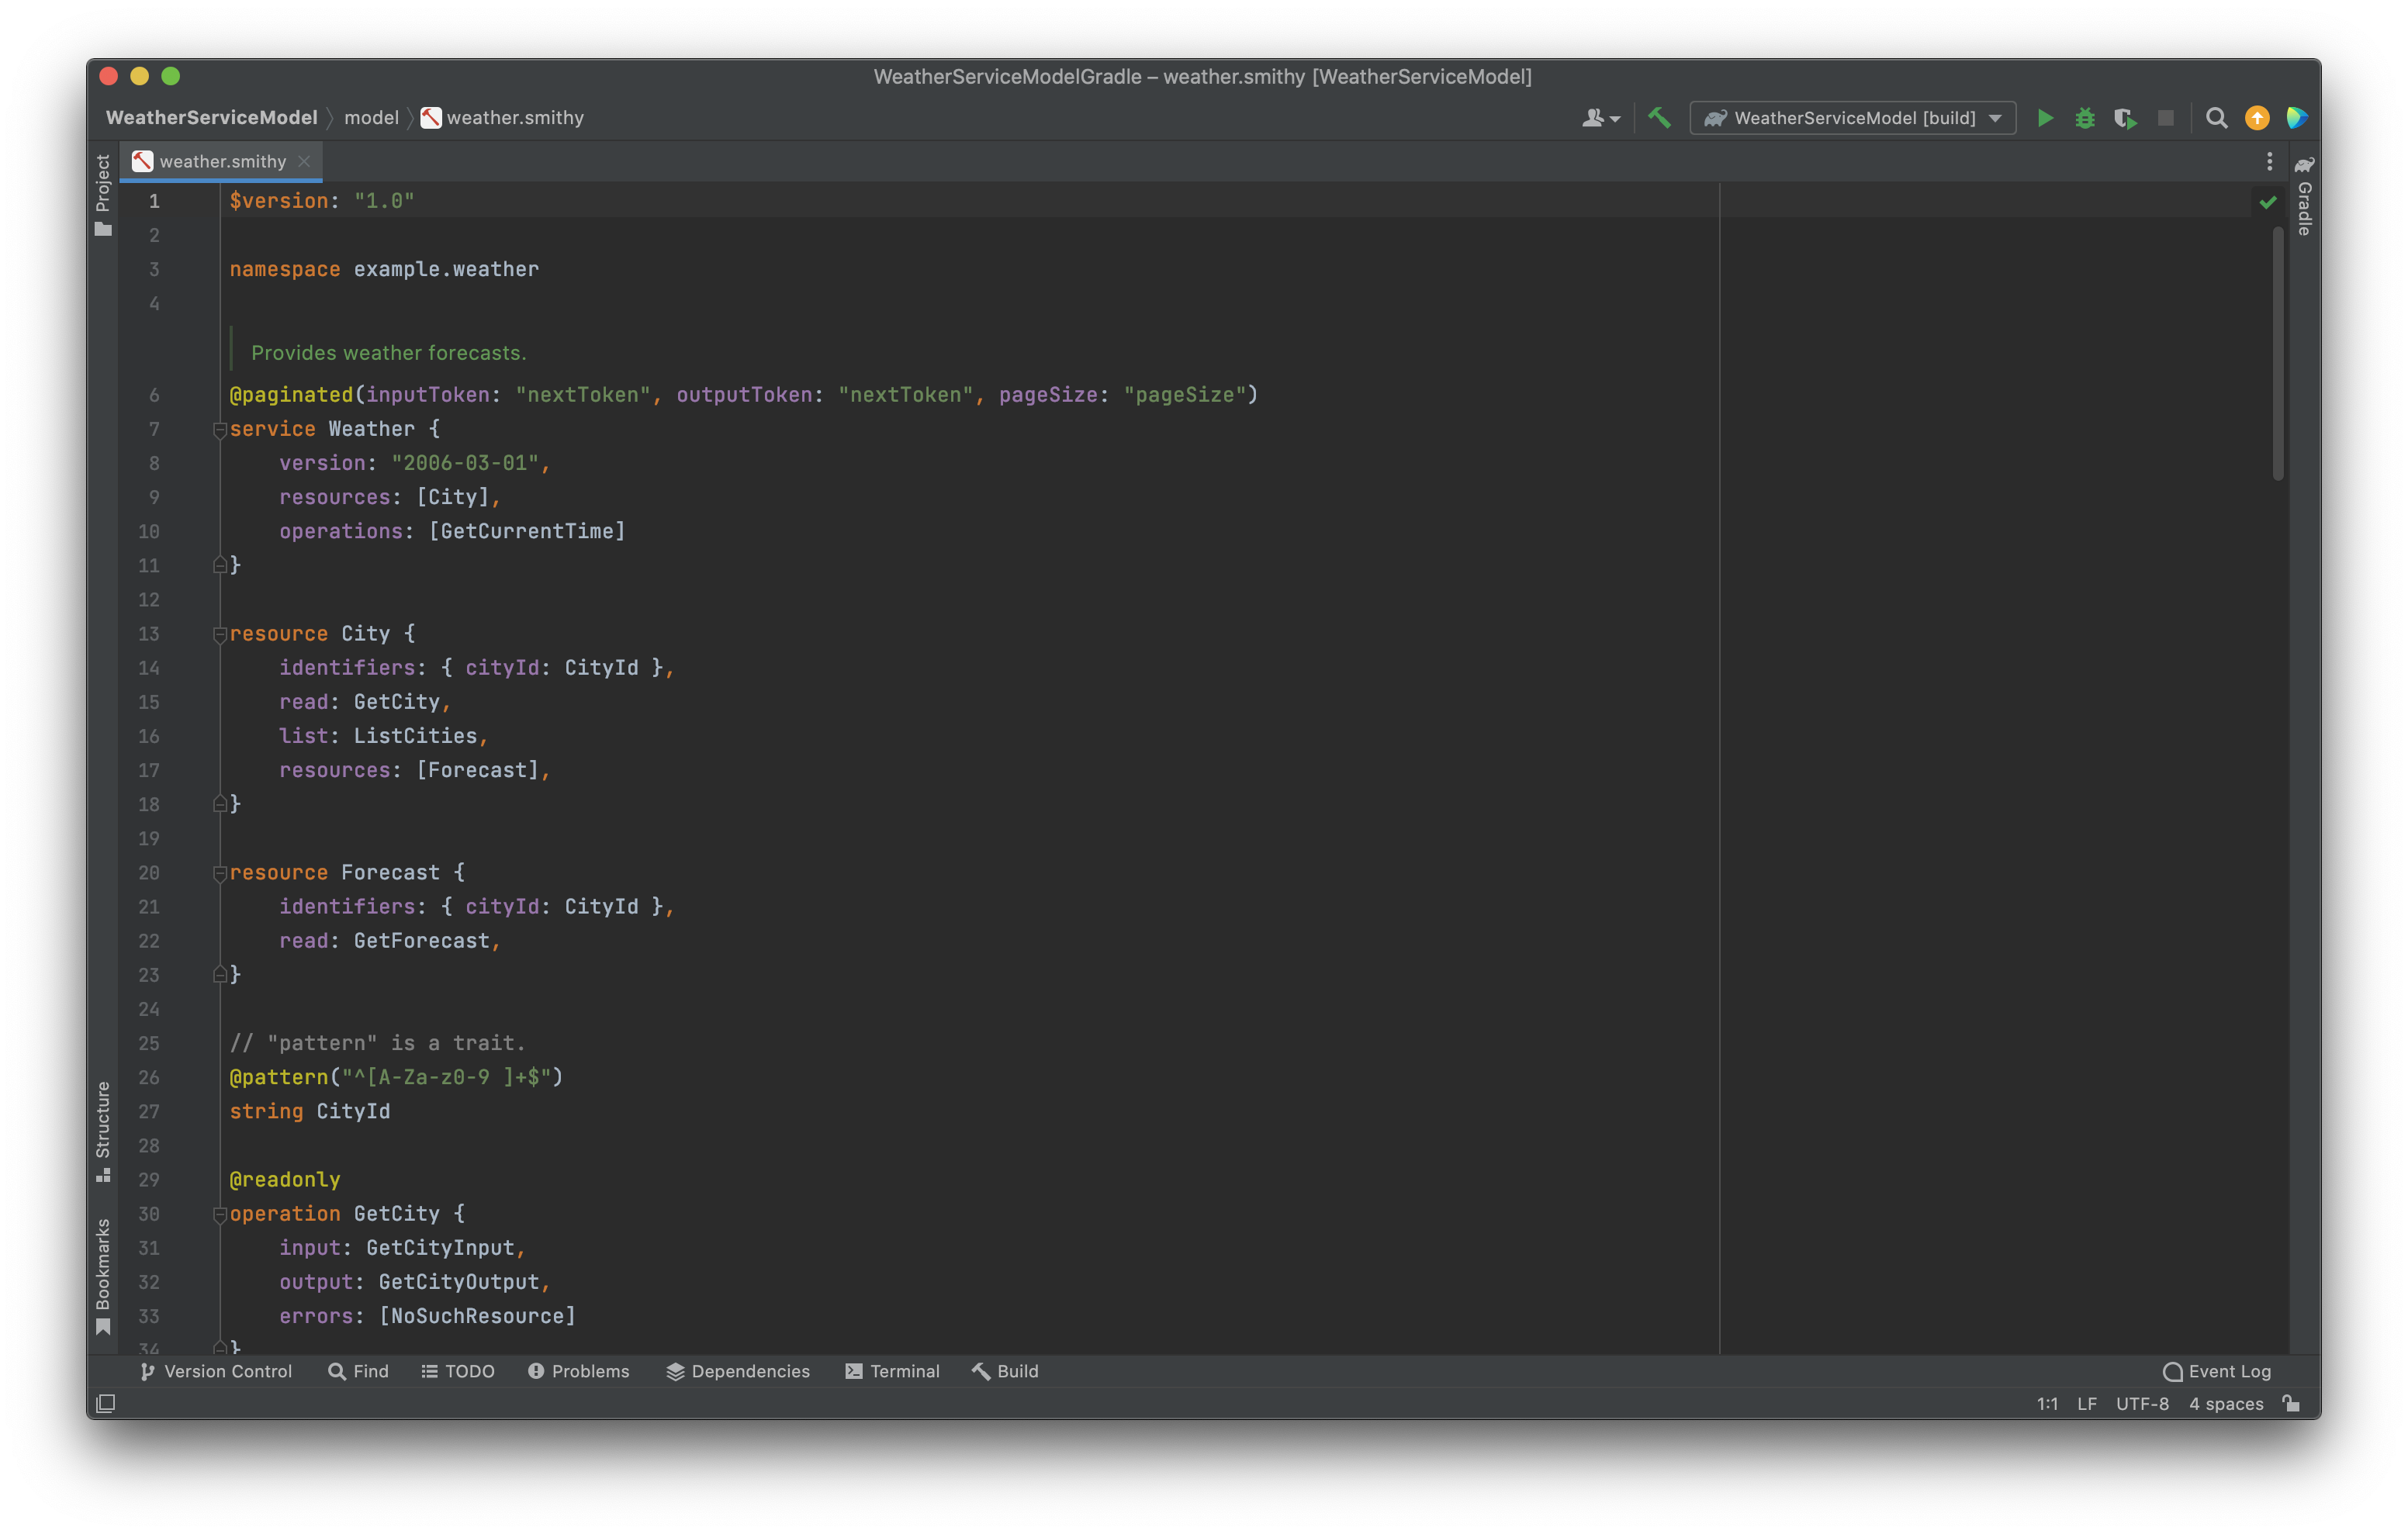 WeatherServiceModelGradle – weather.smithy [WeatherServiceModel]
WeatherServiceModel model weather.smithy
WeatherServiceModel [build]
Project
weather.smithy
Gradle
1 $version: "1.0"
2
3 namespace example.weather
4
Provides weather forecasts.
6 @paginated(inputToken: "nextToken", outputToken: "nextToken", pageSize: "pageSize")
7 service Weather {
8 version: "2006-03-01",
9 resources: [City],
10 operations: [GetCurrentTime]
11 }
12
13 resource City {
14 identifiers: { cityId: CityId },
15 read: GetCity,
16 list: ListCities,
17 resources: [Forecast],
18 }
19
20 resource Forecast {
21 identifiers: { cityId: CityId },
22 read: GetForecast,
23 }
24
25 // "pattern" is a trait.
26 @pattern("^[A-Za-z0-9 ]+$")
27 string CityId
28
29 @readonly
30 operation GetCity {
31 input: GetCityInput,
32 output: GetCityOutput,
33 errors: [NoSuchResource]
34 }
Structure
Bookmarks
Version Control Find TODO Problems Dependencies Terminal Build Event Log
1:1 LF UTF-8 4 spaces